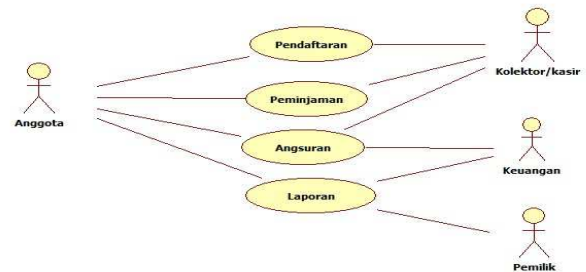 Pendaftaran
Kolektor/kasir
Peminjaman
Anggota
Angsuran
Keuangan
Laporan
Pemilik